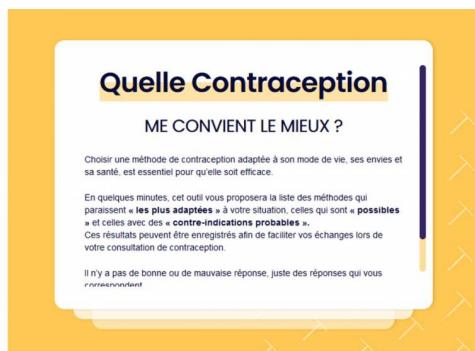 Quelle Contraception
ME CONVIENT LE MIEUX ?
Choisir une méthode de contraception adaptée à son mode de vie, ses envies et
sa santé, est essentiel pour qu'elle soit efficace.
En quelques minutes, cet outil vous proposera la liste des méthodes qui
paraissent « les plus adaptées » à votre situation, celles qui sont « possibles
» et celles avec des « contre-indications probables ».
Ces résultats peuvent être enregistrés afin de faciliter vos échanges lors de
votre consultation de contraception.
Il n'y a pas de bonne ou de mauvaise réponse, juste des réponses qui vous
correspondent